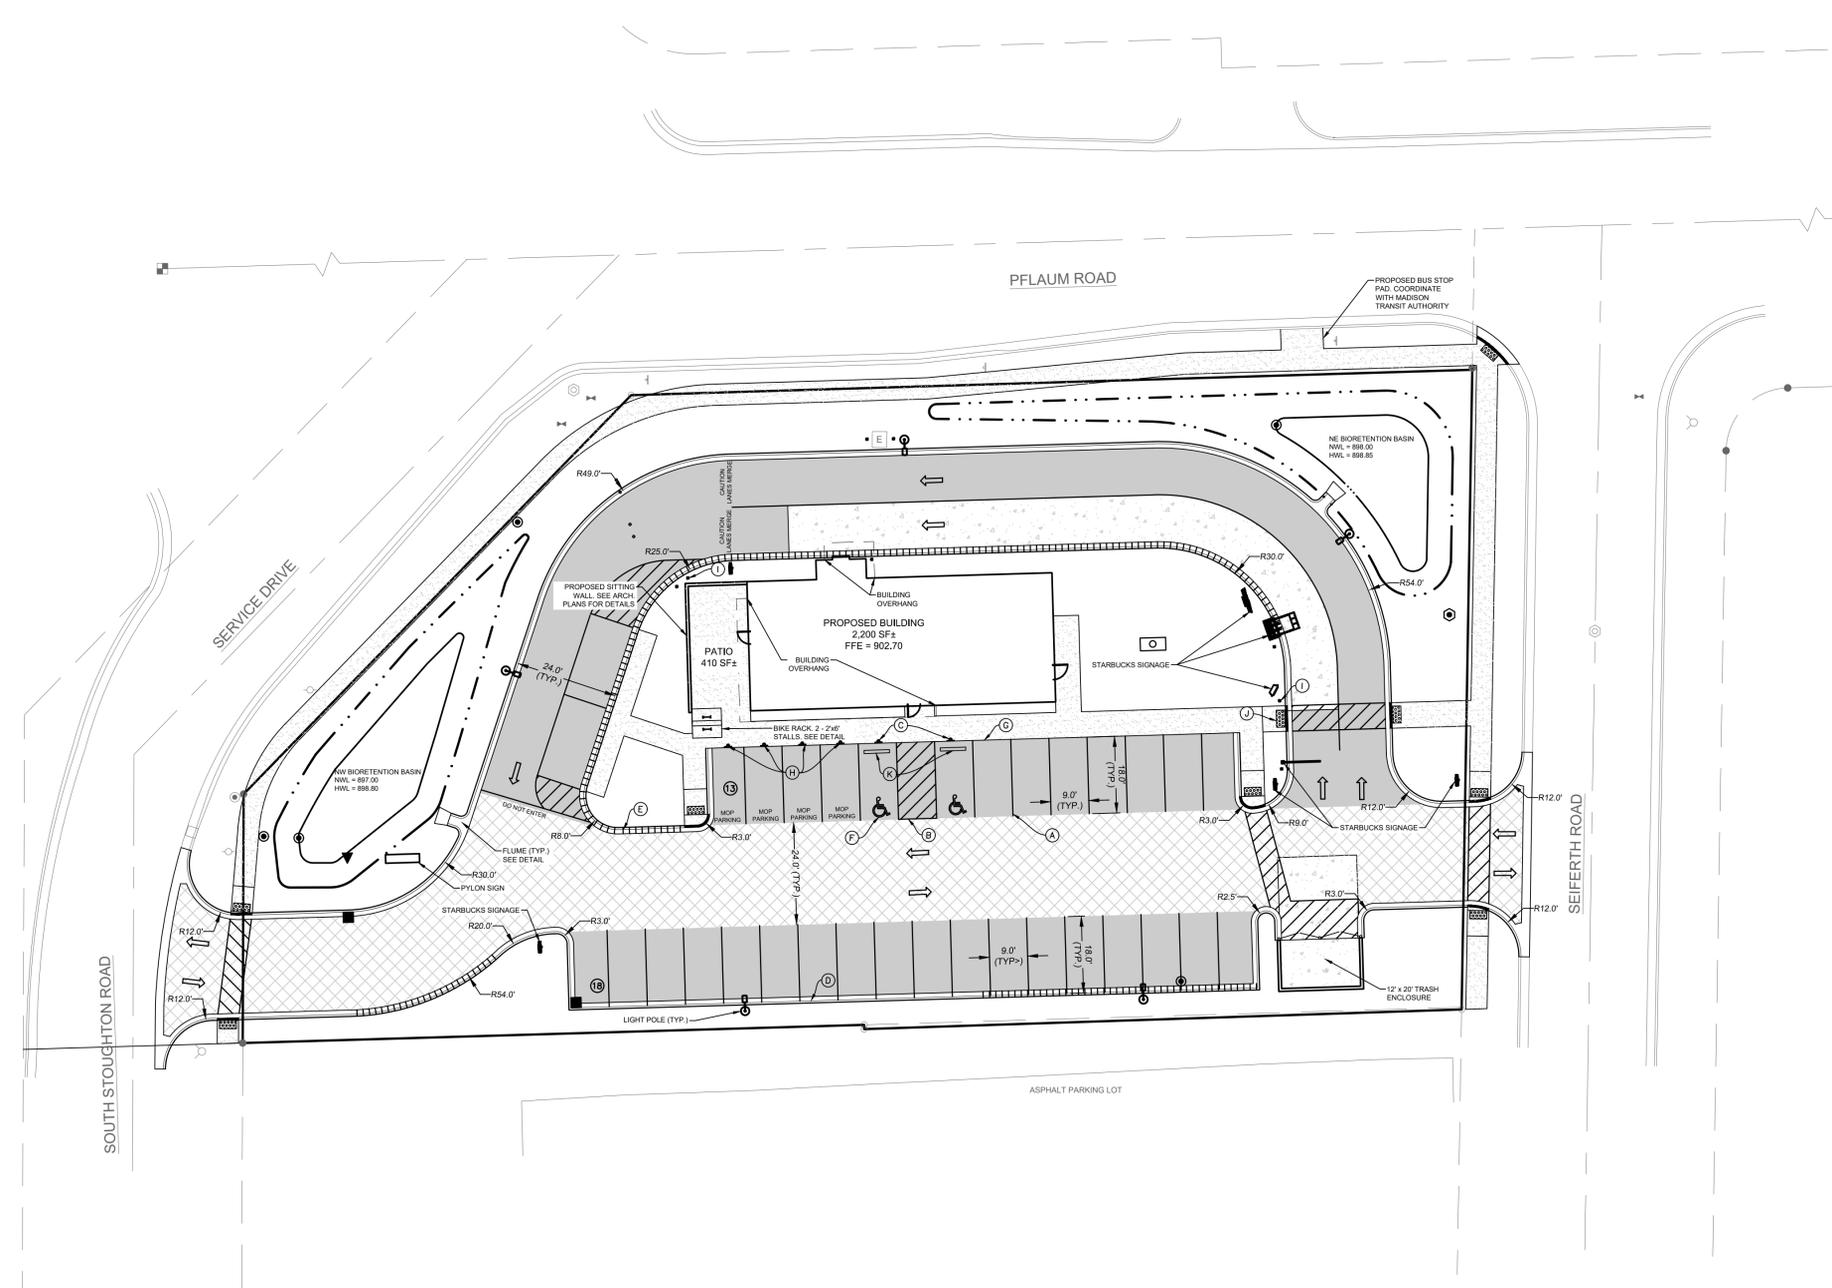 PFLAUM ROAD
PROPOSED BUS STOP
PAD. COORDINATE
WITH MADISON
TRANSIT AUTHORITY
E
NE BIORETENTION BASIN
NWL = 898.00
HWL = 898.85
R49.0'
CAUTION
LANES MERGE
CAUTION
LANES MERGE
R25.0'
I
R30.0'
R54.0'
SERVICE DRIVE
PROPOSED SITTING
WALL. SEE ARCH.
PLANS FOR DETAILS
BUILDING
OVERHANG
PROPOSED BUILDING
2,200 SF±
FFE = 902.70
PATIO
410 SF±
BUILDING
OVERHANG
STARBUCKS SIGNAGE
24.0'
(TYP.)
I
J
BIKE RACK. 2 - 2'x6'
STALLS. SEE DETAIL
C
G
NW BIORETENTION BASIN
NWL = 897.00
HWL = 898.80
H
K
18.0'
(TYP.)
13
9.0'
(TYP.)
DO NOT ENTER
E
MOP
PARKING
MOP
PARKING
MOP
PARKING
MOP
PARKING
R12.0'
R12.0'
R8.0'
R3.0'
F
B
A
R3.0'
R9.0'
STARBUCKS SIGNAGE
FLUME (TYP.)
SEE DETAIL
R30.0'
PYLON SIGN
24.0'
(TYP.)
SEIFERTH ROAD
STARBUCKS SIGNAGE
R20.0'
R3.0'
R2.5'
R3.0'
R12.0'
R12.0'
9.0'
(TYP>)
18.0'
(TYP.)
R12.0'
R54.0'
18
D
12' x 20' TRASH
ENCLOSURE
LIGHT POLE (TYP.)
SOUTH STOUGHTON ROAD
ASPHALT PARKING LOT